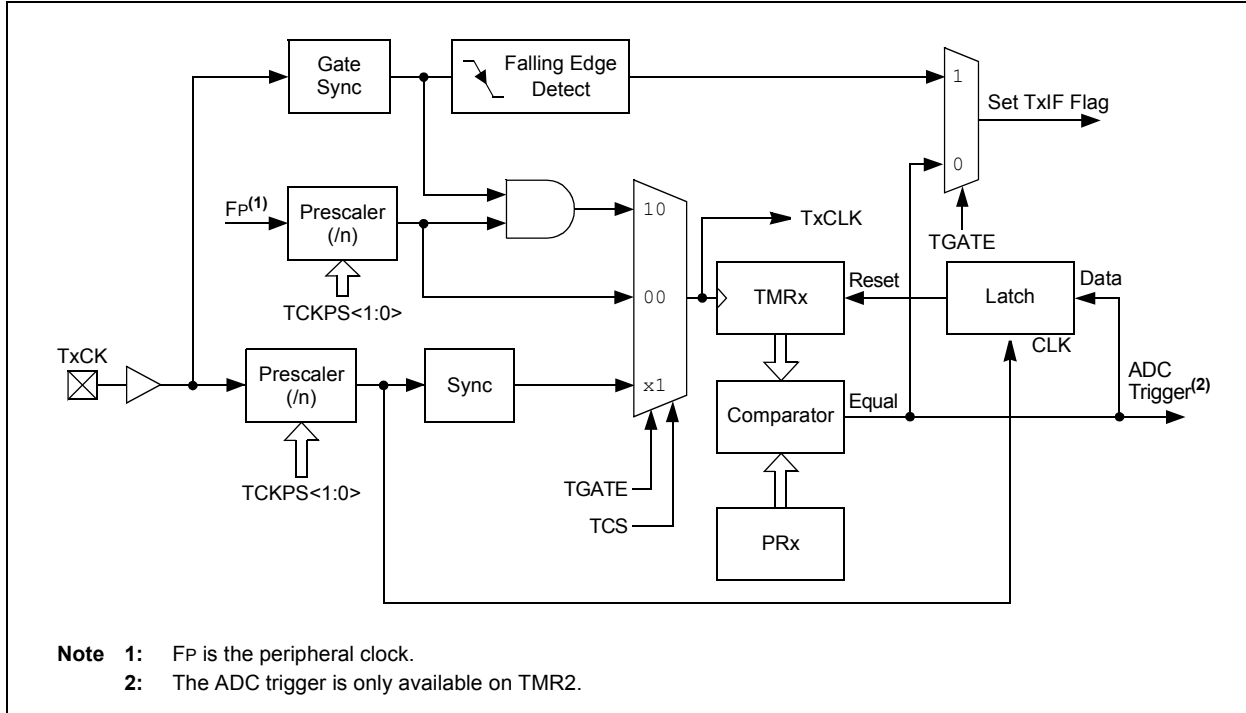 Gate
Sync
Falling Edge
Detect
1
Set TxIF Flag
0
FP(1)
Prescaler
(/n)
10
TxCLK
TGATE
TCKPS<1:0>
00
TMRx
Reset
Latch
Data
CLK
TxCK
Prescaler
(/n)
Sync
x1
Comparator
Equal
ADC
Trigger(2)
TCKPS<1:0>
TGATE
TCS
PRx
Note 1: FP is the peripheral clock.
2: The ADC trigger is only available on TMR2.